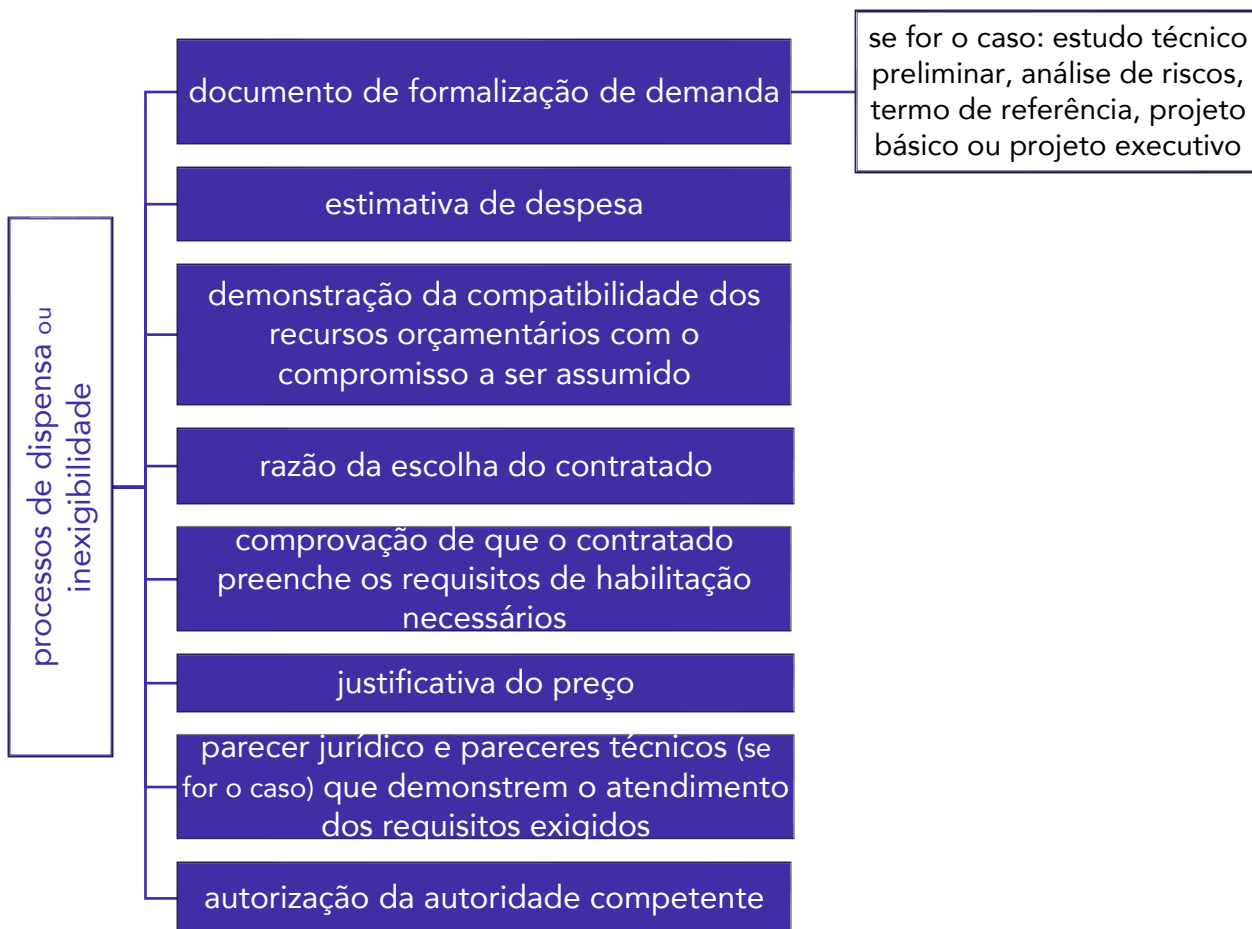 processos de dispensa ou
inexigibilidade
documento de formalização de demanda
se for o caso: estudo técnico
preliminar, análise de riscos,
termo de referência, projeto
básico ou projeto executivo
estimativa de despesa
demonstração da compatibilidade dos
recursos orçamentários com o
compromisso a ser assumido
razão da escolha do contratado
comprovação de que o contratado
preenche os requisitos de habilitação
necessários
justificativa do preço
parecer jurídico e pareceres técnicos (se
for o caso) que demonstrem o atendimento
dos requisitos exigidos
autorização da autoridade competente